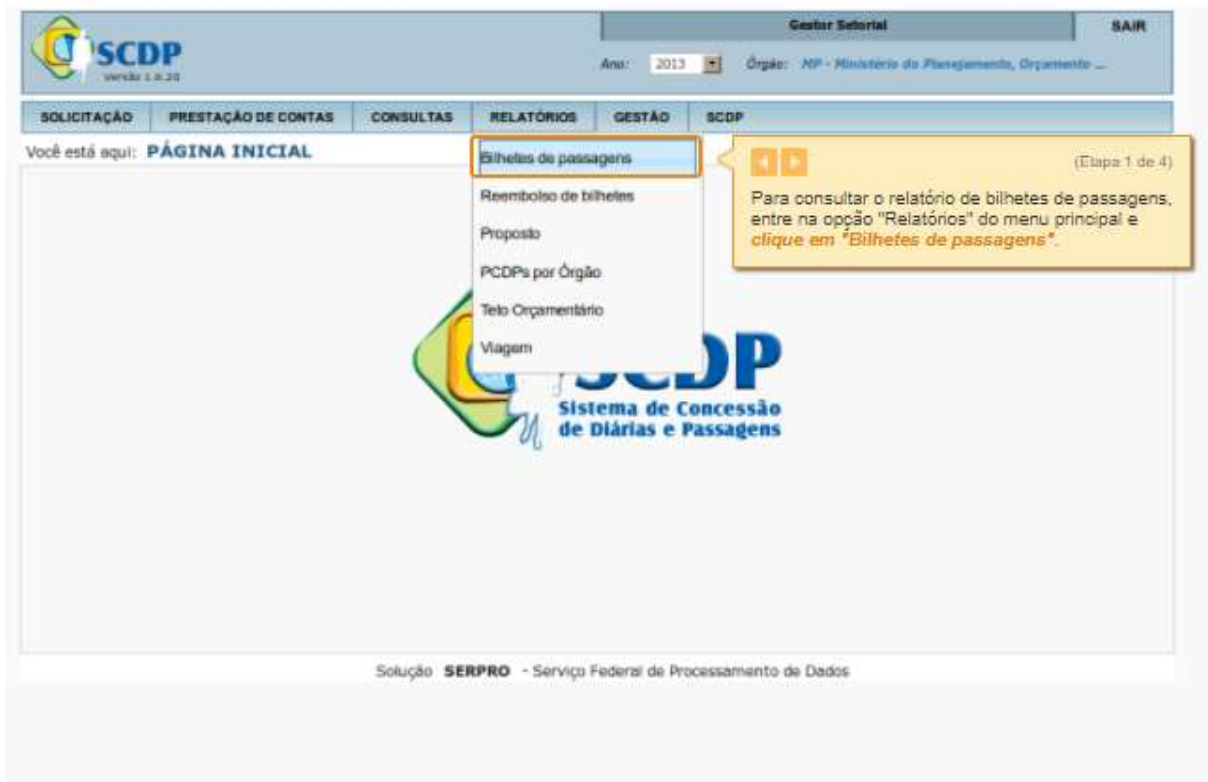 Gestor Setorial
SAIR
SCDP
versão 1.8.20
Ano: 2013 Órgão: MP - Ministério do Planejamento, Orçamento ...
SOLICITAÇÃO PRESTAÇÃO DE CONTAS CONSULTAS RELATÓRIOS GESTÃO SCDP
Você está aqui: PÁGINA INICIAL
Bilhetes de passagens
Reembolso de bilhetes
Proposto
PCDPs por Órgão
Teto Orçamentário
Viagem
(Etapa 1 de 4)
Para consultar o relatório de bilhetes de passagens,
entre na opção "Relatórios" do menu principal e
clique em "Bilhetes de passagens".
SCDP
Sistema de Concessão
de Diárias e Passagens
Solução SERPRO - Serviço Federal de Processamento de Dados